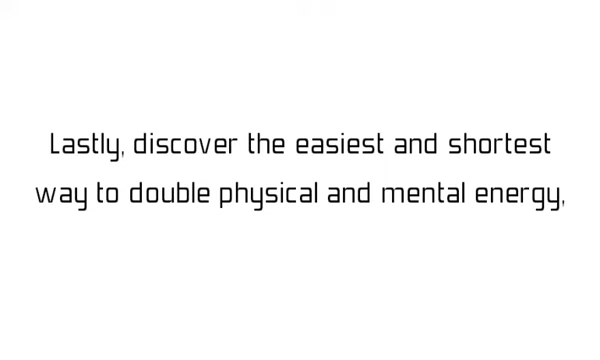 Lastly, discover the easiest and shortest
way to double physical and mental energy,